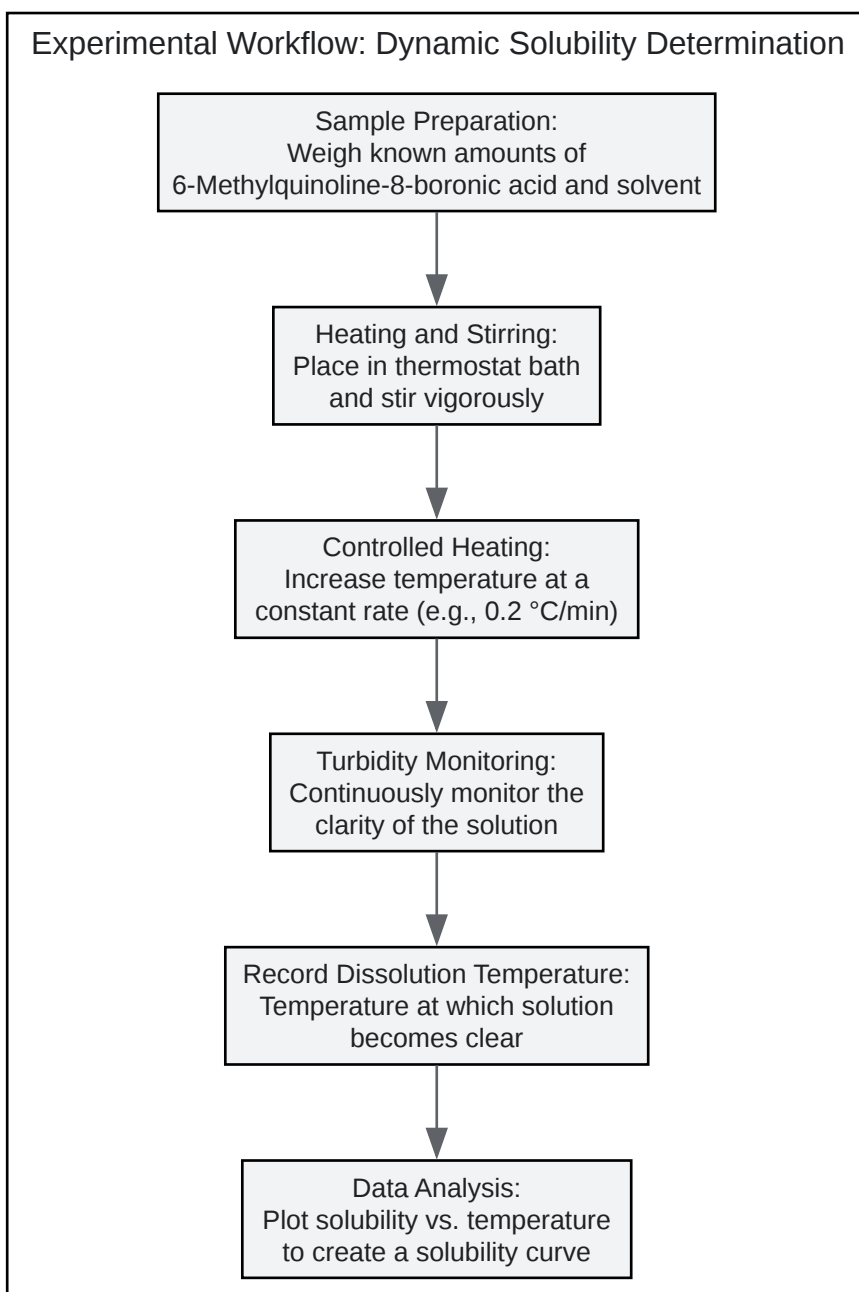 Experimental Workflow: Dynamic Solubility Determination
Sample Preparation:
Weigh known amounts of
6-Methylquinoline-8-boronic acid and solvent
Heating and Stirring:
Place in thermostat bath
and stir vigorously
Controlled Heating:
Increase temperature at a
constant rate (e.g., 0.2 °C/min)
Turbidity Monitoring:
Continuously monitor the
clarity of the solution
Record Dissolution Temperature:
Temperature at which solution
becomes clear
Data Analysis:
Plot solubility vs. temperature
to create a solubility curve